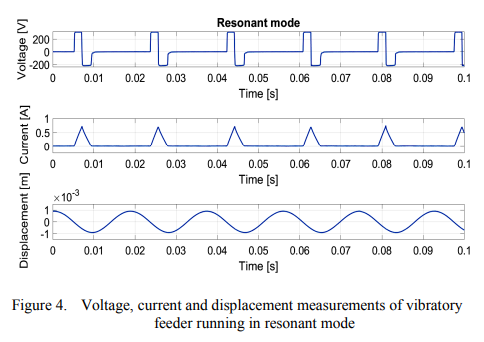 Resonant mode
Voltage [V]
200
0
-200
0 0.01 0.02 0.03 0.04 0.05 0.06 0.07 0.08 0.09 0.1
Time [s]
Current [A]
1
0.5
0
0 0.01 0.02 0.03 0.04 0.05 0.06 0.07 0.08 0.09 0.1
Time [s]
Displacement [m]
×10⁻³
1
0
-1
0 0.01 0.02 0.03 0.04 0.05 0.06 0.07 0.08 0.09 0.1
Time [s]
Figure 4. Voltage, current and displacement measurements of vibratory
feeder running in resonant mode